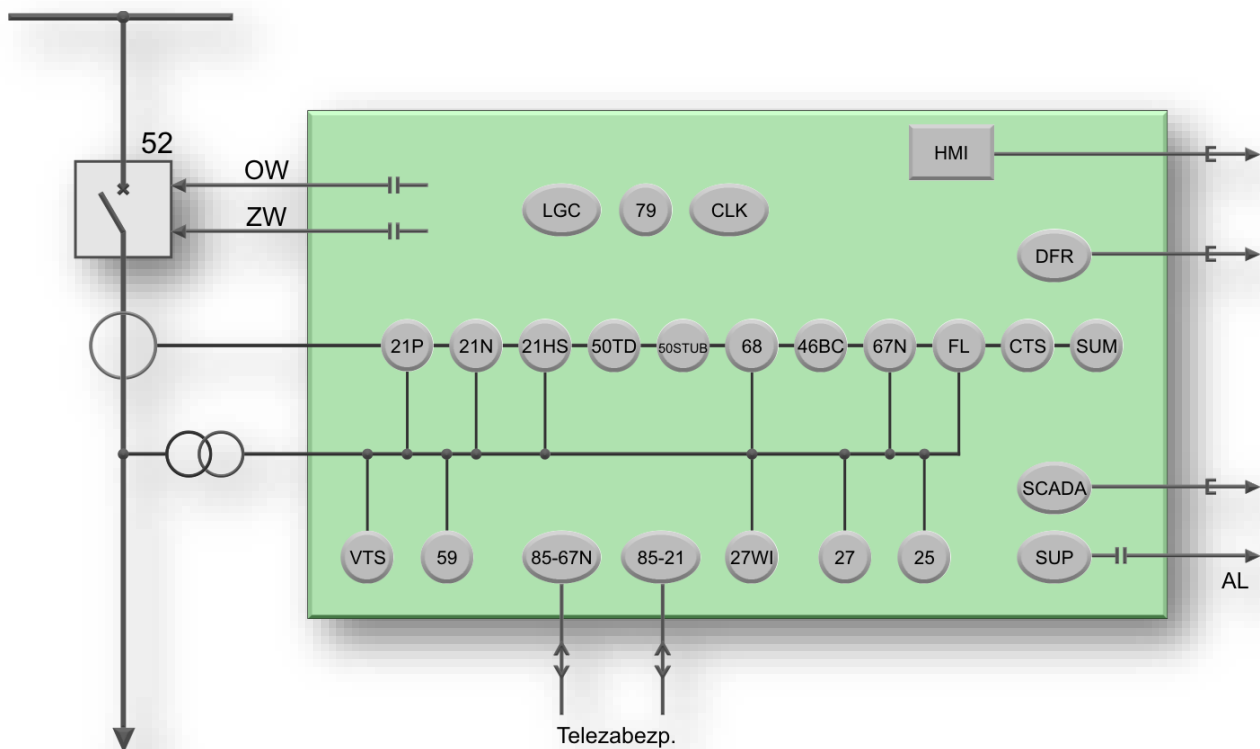 52
OW
ZW
HMI
LGC
79
CLK
DFR
21P
21N
21HS
50TD
50STUB
68
46BC
67N
FL
CTS
SUM
SCADA
VTS
59
85-67N
85-21
27WI
27
25
SUP
AL
Telezabezp.